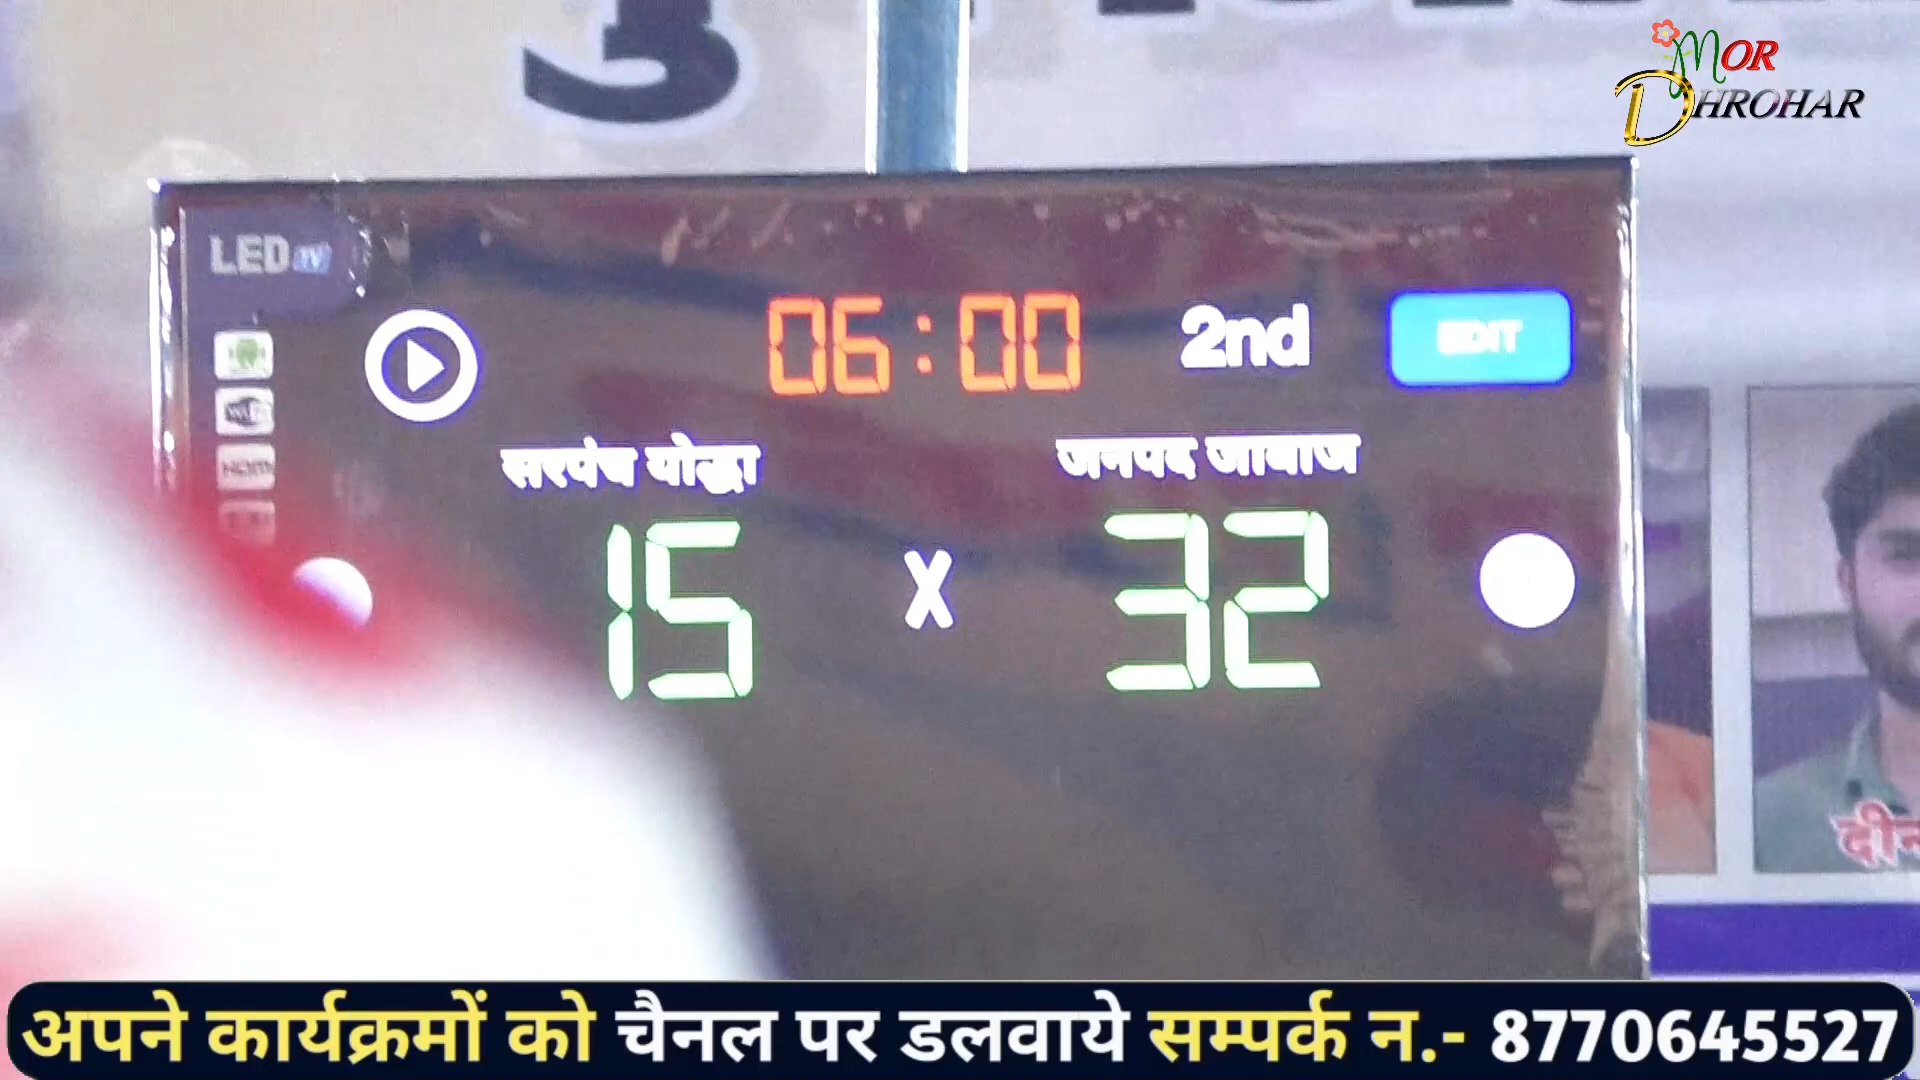 MOR
DHROHAR
LED TV
06:00 2nd EDIT
सरपंच योद्धा जनपद जाबाज
15 X 32
दीन
अपने कार्यक्रमों को चैनल पर डलवाये सम्पर्क न.- 8770645527